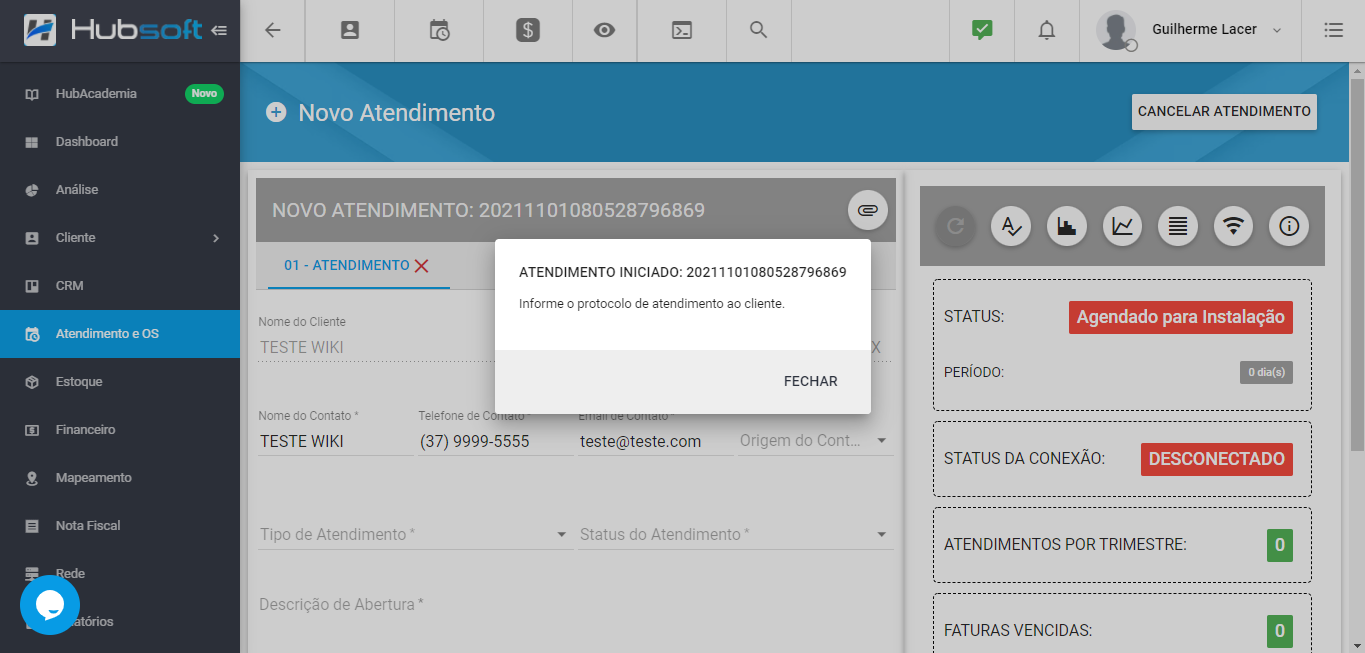 Hubsoft
Guilherme Lacer
HubAcademia
Novo
Dashboard
Análise
Cliente
CRM
Atendimento e OS
Estoque
Financeiro
Mapeamento
Nota Fiscal
Rede
atórios
Novo Atendimento
CANCELAR ATENDIMENTO
NOVO ATENDIMENTO: 20211101080528796869
01 - ATENDIMENTO
ATENDIMENTO INICIADO: 20211101080528796869
Informe o protocolo de atendimento ao cliente.
FECHAR
Nome do Cliente
TESTE WIKI
X
Nome do Contato *
Telefone de Contato *
Email de Contato *
TESTE WIKI
(37) 9999-5555
teste@teste.com
Origem do Cont...
Tipo de Atendimento *
Status do Atendimento *
Descrição de Abertura *
STATUS:
Agendado para Instalação
PERÍODO:
0 dia(s)
STATUS DA CONEXÃO:
DESCONECTADO
ATENDIMENTOS POR TRIMESTRE:
0
FATURAS VENCIDAS:
0